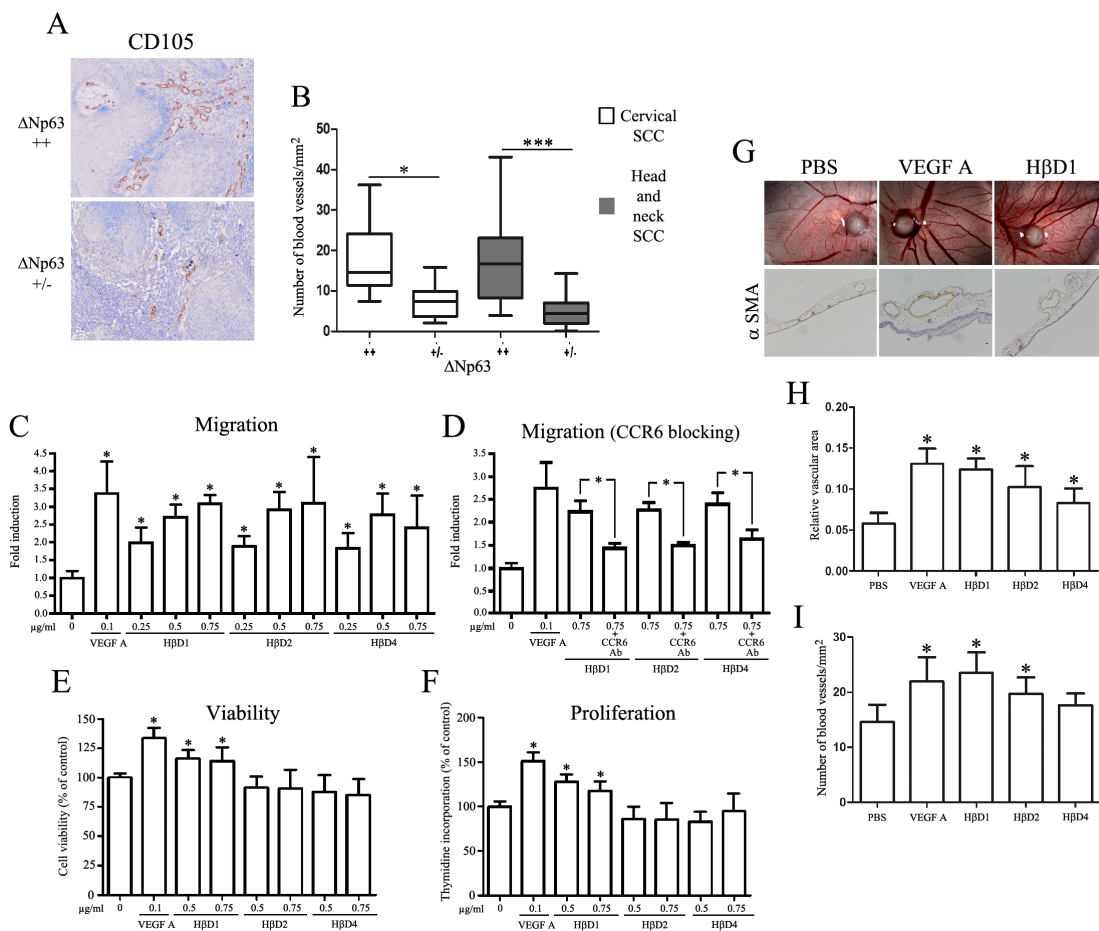 A
CD105
ΔNp63
++
ΔNp63
+/-
B
Number of blood vessels/mm²
50
40
30
20
10
0
++
+/-
++
+/-
ΔNp63
*
***
Cervical
SCC
Head
and
neck
SCC
G
PBS
VEGF A
HβD1
α SMA
C
Migration
Fold induction
4.5
4.0
3.5
3.0
2.5
2.0
1.5
1.0
0.5
0.0
* * * * * * * * * *
µg/ml
0 0.1 0.25 0.5 0.75 0.25 0.5 0.75 0.25 0.5 0.75
VEGF A HβD1 HβD2 HβD4
D
Migration (CCR6 blocking)
Fold induction
3.5
3.0
2.5
2.0
1.5
1.0
0.5
0.0
* * *
µg/ml
0 0.1 0.75 0.75 0.75 0.75 0.75 0.75
+ + +
CCR6 CCR6 CCR6
Ab Ab Ab
VEGF A HβD1 HβD2 HβD4
E
Viability
Cell viability (% of control)
150
125
100
75
50
25
0
* * *
µg/ml
0 0.1 0.5 0.75 0.5 0.75 0.5 0.75
VEGF A HβD1 HβD2 HβD4
F
Proliferation
Thymidine incorporation (% of control)
200
150
100
50
0
* * *
µg/ml
0 0.1 0.5 0.75 0.5 0.75 0.5 0.75
VEGF A HβD1 HβD2 HβD4
H
Relative vascular area
0.20
0.15
0.10
0.05
0.00
* * * *
PBS VEGF A HβD1 HβD2 HβD4
I
Number of blood vessels/mm²
30
20
10
0
* * *
PBS VEGF A HβD1 HβD2 HβD4